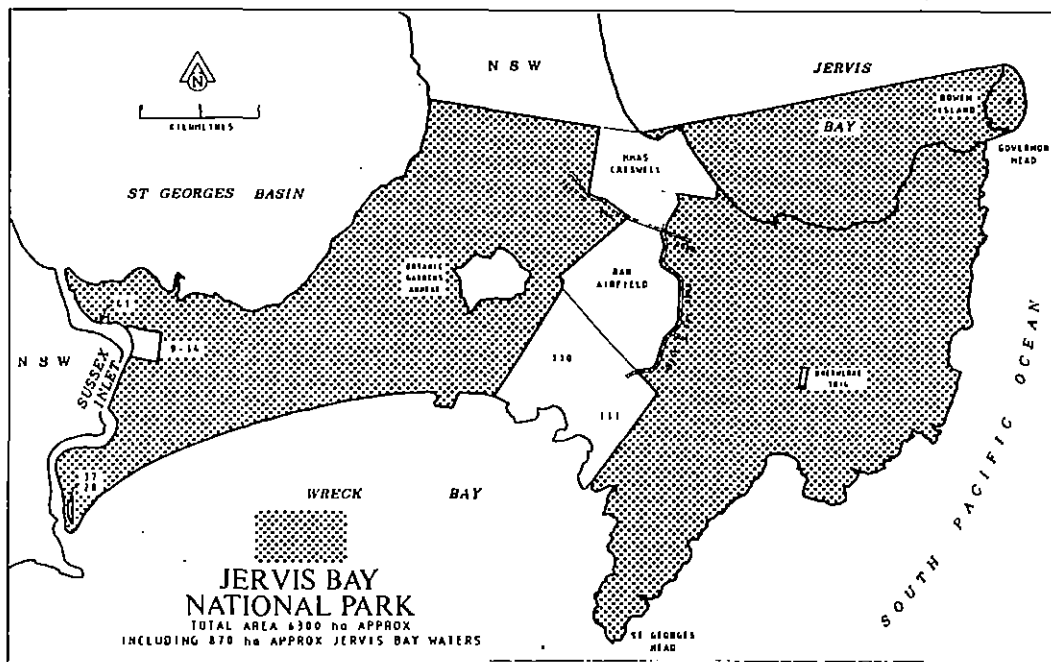 N S W
JERVIS
N
KILOMETRES
BOWEN
ISLAND
BAY
HMAS
CRESWELL
GOVERNOR
HEAD
ST GEORGES BASIN
BOTANIC
GARDENS
ANNEXE
RAN
AIRFIELD
N S W
SUSSEX
INLET
9-14
110
111
TRIG
SOUTH PACIFIC OCEAN
WRECK BAY
JERVIS BAY
NATIONAL PARK
TOTAL AREA 6300 ha APPROX
INCLUDING 870 ha APPROX JERVIS BAY WATERS
ST GEORGES
HEAD